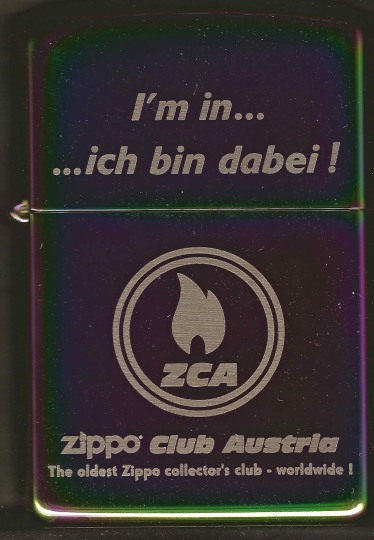 I'm in...
...ich bin dabei !
ZCA
Zippo Club Austria
The oldest Zippo collector's club - worldwide !